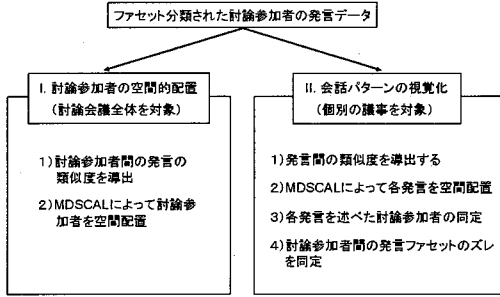 ファセット分類された討論参加者の発言データ
I. 討論参加者の空間的配置
(討論会議全体を対象)
1)討論参加者間の発言の
類似度を導出
2)MDSCALによって討論参
加者を空間配置
II. 会話パターンの視覚化
(個別の議事を対象)
1)発言間の類似度を導出する
2)MDSCALによって各発言を空間配置
3)各発言を述べた討論参加者の同定
4)討論参加者間の発言ファセットのズレ
を同定